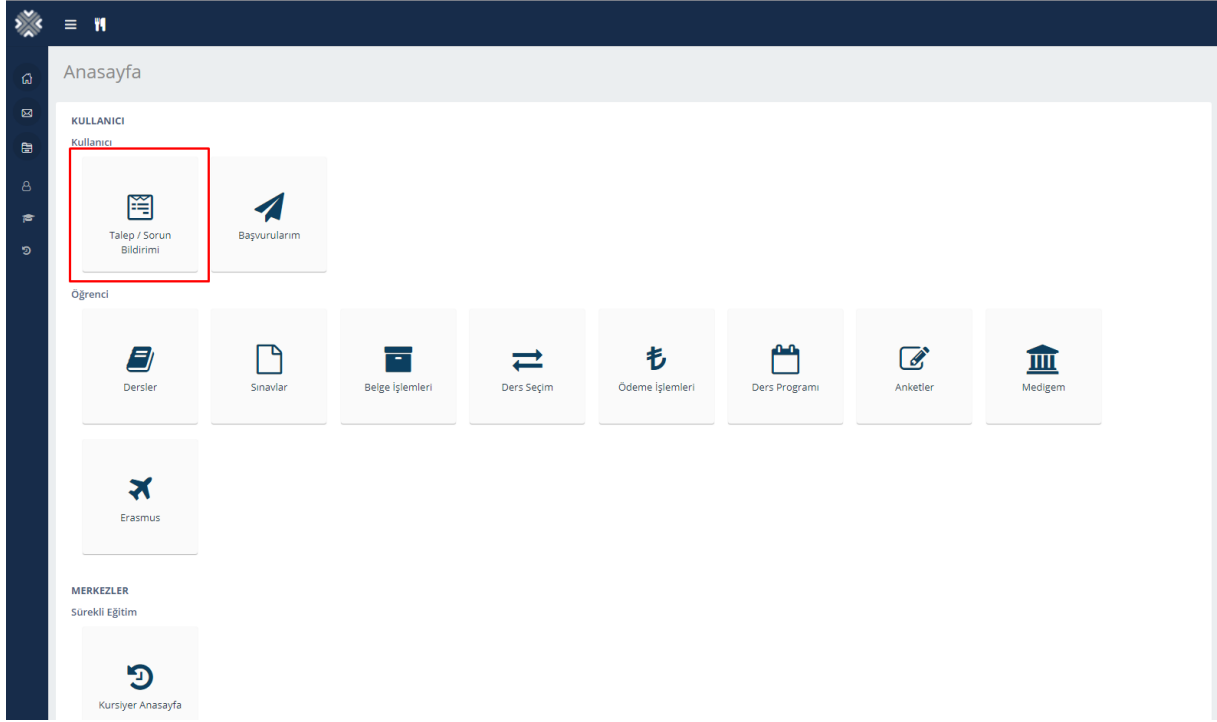 Anasayfa
KULLANICI
Kullanıcı
Talep / Sorun
Bildirimi
Başvurularım
Öğrenci
Dersler
Sınavlar
Belge İşlemleri
Ders Seçim
Ödeme İşlemleri
Ders Programı
Anketler
Medigem
Erasmus
MERKEZLER
Sürekli Eğitim
Kursiyer Anasayfa